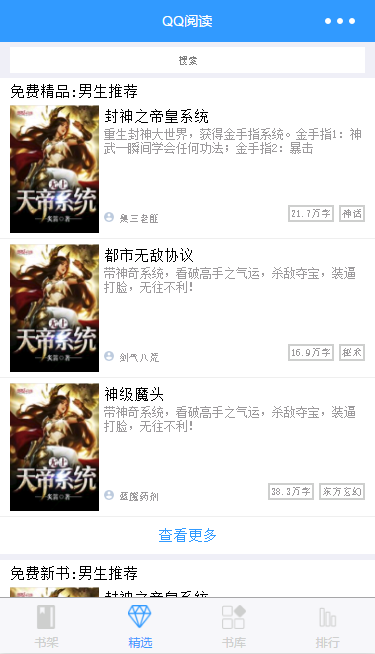 QQ阅读
搜索
免费精品:男生推荐
天帝系统
封神之帝皇系统
重生封神大世界，获得金手指系统。金手指1：神
武一瞬间学会任何功法；金手指2：暴击
梟三老雕
21.7万字 神话
天帝系统
都市无敌协议
带神奇系统，看破高手之气运，杀敌夺宝，装逼
打脸，无往不利！
剑气八荒
16.9万字 秘术
天帝系统
神级魔头
带神奇系统，看破高手之气运，杀敌夺宝，装逼
打脸，无往不利！
蓝魔药剂
38.3万字 东方玄幻
查看更多
免费新书:男生推荐
书架 精选 书库 排行